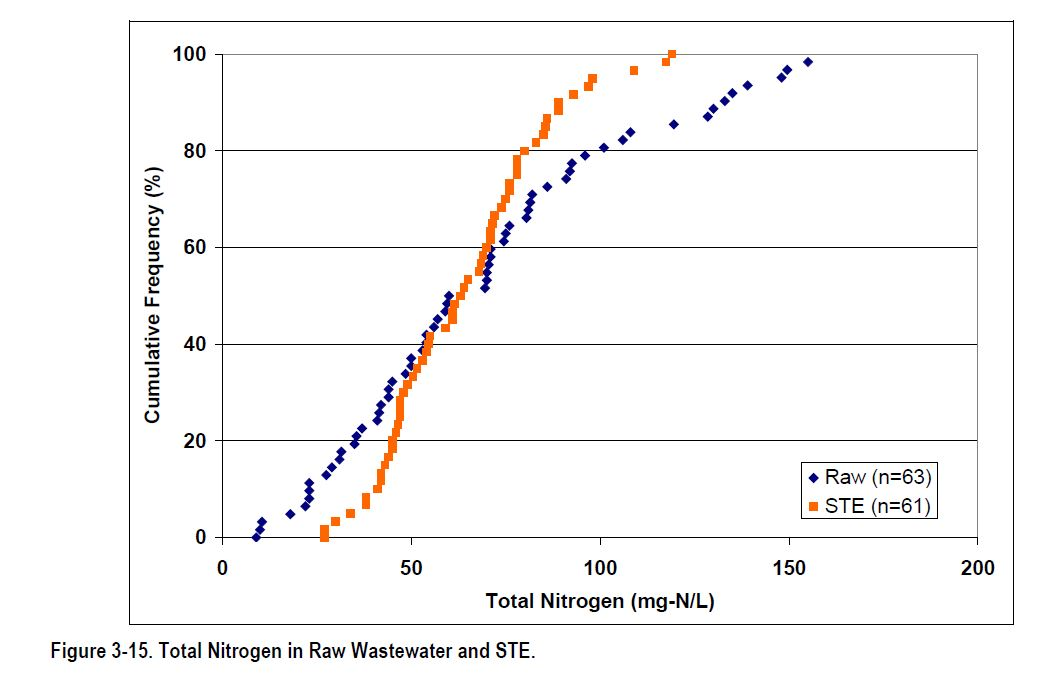 100
80
60
40
20
0
Cumulative Frequency (%)
Raw (n=63)
STE (n=61)
0 50 100 150 200
Total Nitrogen (mg-N/L)
Figure 3-15. Total Nitrogen in Raw Wastewater and STE.